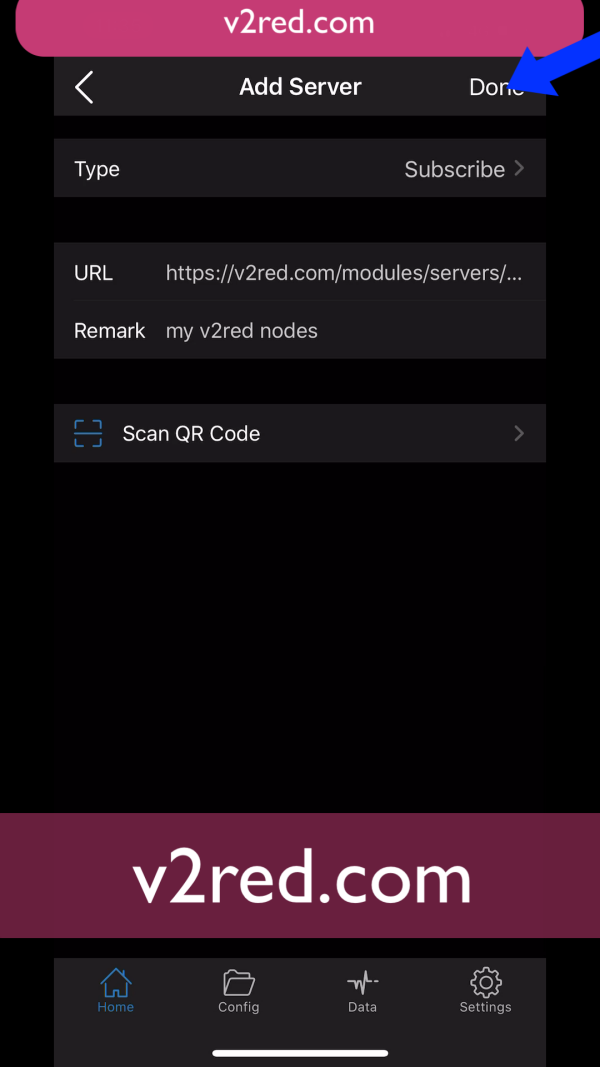 v2red.com
Add Server
Done
Type
Subscribe
URL
https://v2red.com/modules/servers/...
Remark
my v2red nodes
Scan QR Code
v2red.com
Home
Config
Data
Settings